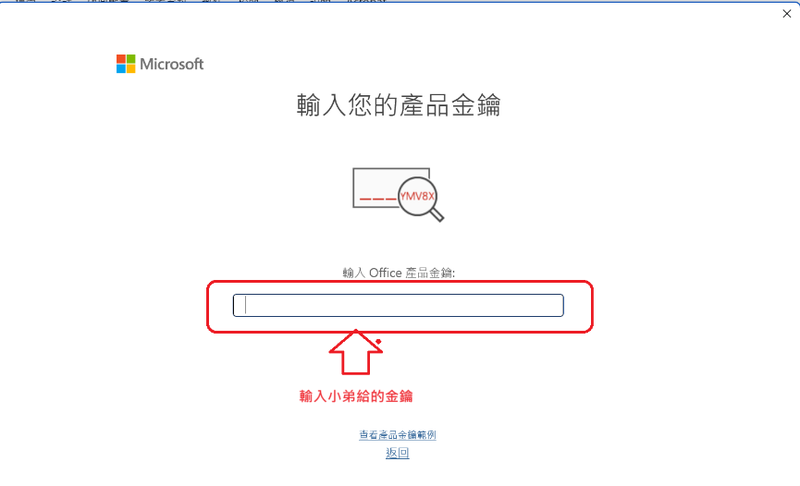 Microsoft
輸入您的產品金鑰
___YMV8X
輸入 Office 產品金鑰:
輸入小弟給的金鑰
查看產品金鑰範例
返回